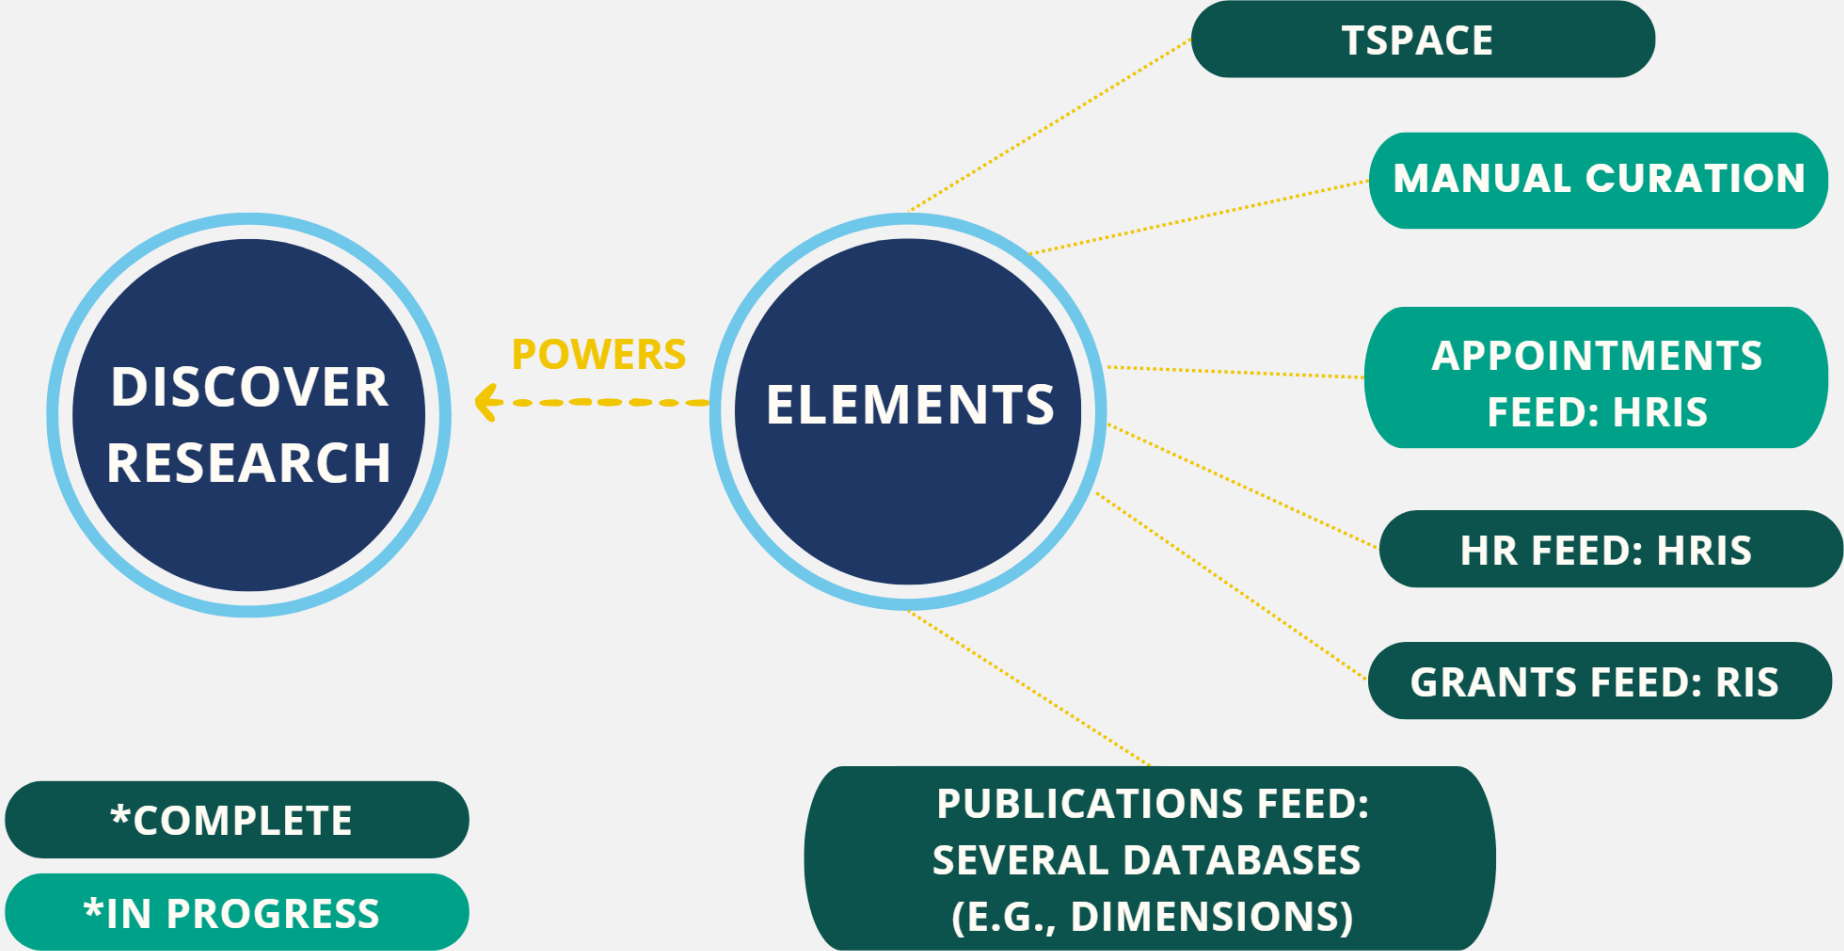 TSPACE
MANUAL CURATION
DISCOVER
RESEARCH
POWERS
ELEMENTS
APPOINTMENTS
FEED: HRIS
HR FEED: HRIS
GRANTS FEED: RIS
PUBLICATIONS FEED:
SEVERAL DATABASES
(E.G., DIMENSIONS)
*COMPLETE
*IN PROGRESS